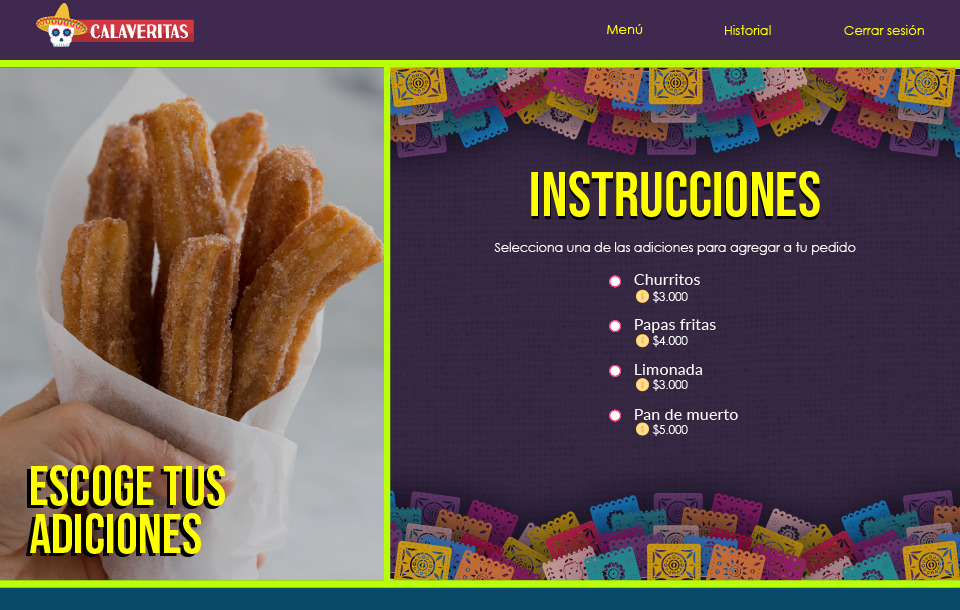 CALAVERITAS
Menú
Historial
Cerrar sesión
ESCOGE TUS
ADICIONES
INSTRUCCIONES
Selecciona una de las adiciones para agregar a tu pedido
Churritos
$3.000
Papas fritas
$4.000
Limonada
$3.000
Pan de muerto
$5.000